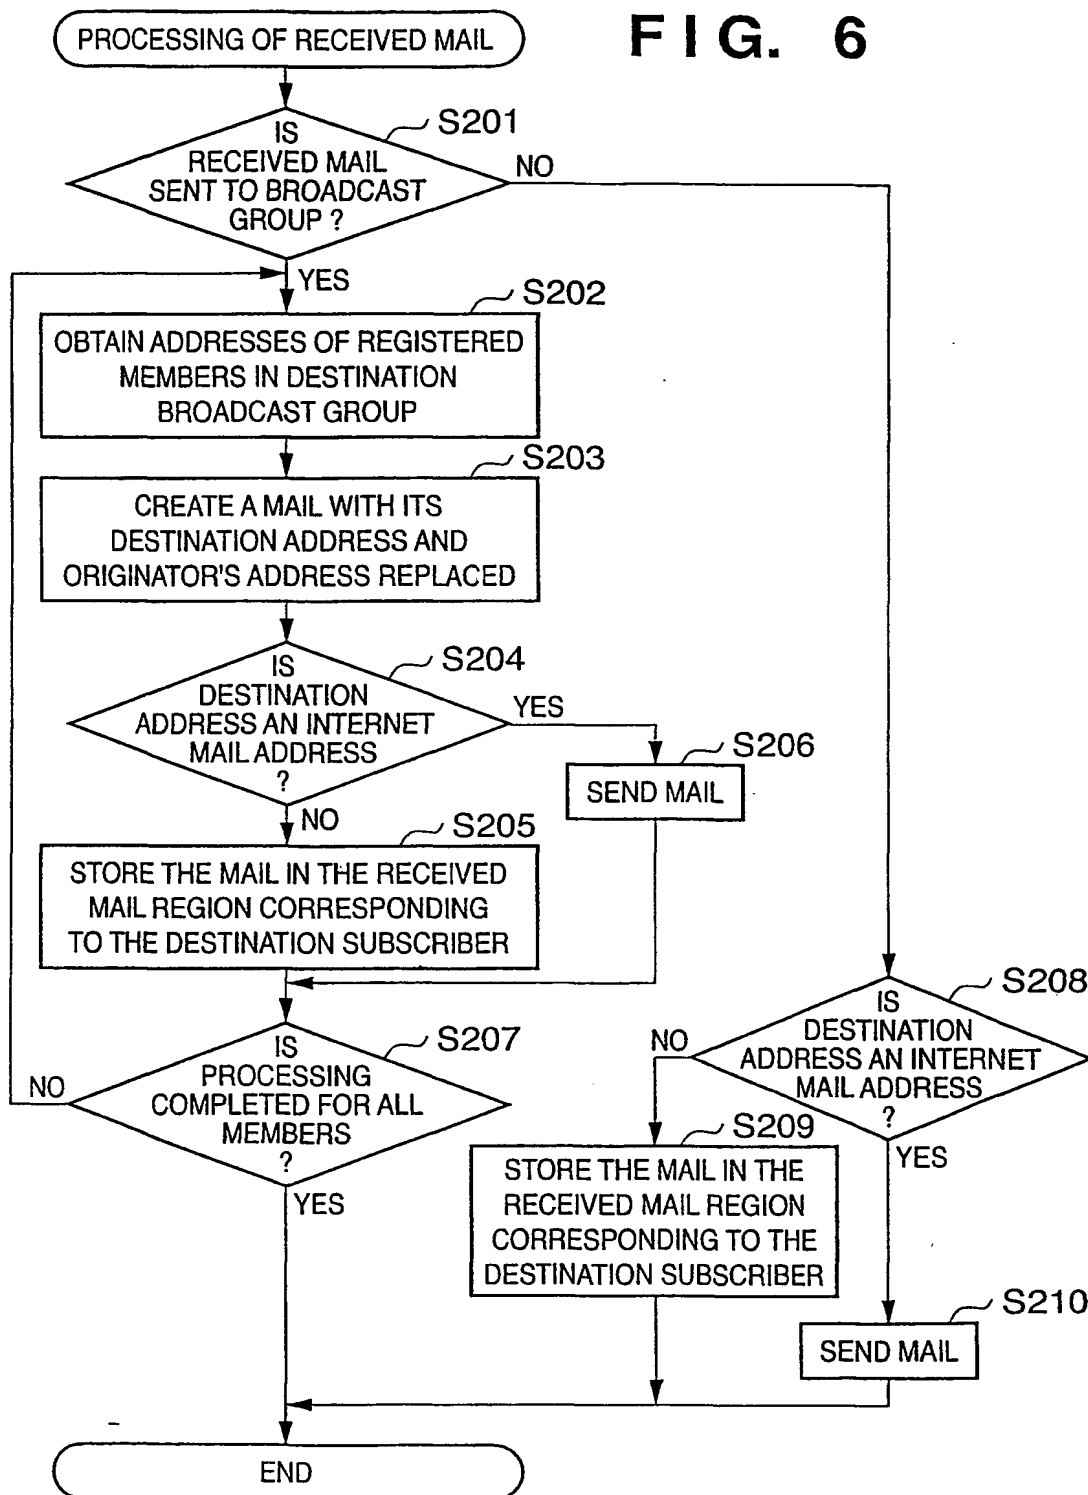 FIG. 6
PROCESSING OF RECEIVED MAIL
S201
IS
RECEIVED MAIL
SENT TO BROADCAST
GROUP ?
NO
YES
S202
OBTAIN ADDRESSES OF REGISTERED
MEMBERS IN DESTINATION
BROADCAST GROUP
S203
CREATE A MAIL WITH ITS
DESTINATION ADDRESS AND
ORIGINATOR'S ADDRESS REPLACED
S204
IS
DESTINATION
ADDRESS AN INTERNET
MAIL ADDRESS
?
YES
S206
SEND MAIL
NO
S205
STORE THE MAIL IN THE RECEIVED
MAIL REGION CORRESPONDING
TO THE DESTINATION SUBSCRIBER
S207
IS
PROCESSING
COMPLETED FOR ALL
MEMBERS
?
NO
YES
S208
IS
DESTINATION
ADDRESS AN INTERNET
MAIL ADDRESS
?
NO
YES
S209
STORE THE MAIL IN THE
RECEIVED MAIL REGION
CORRESPONDING TO THE
DESTINATION SUBSCRIBER
S210
SEND MAIL
END